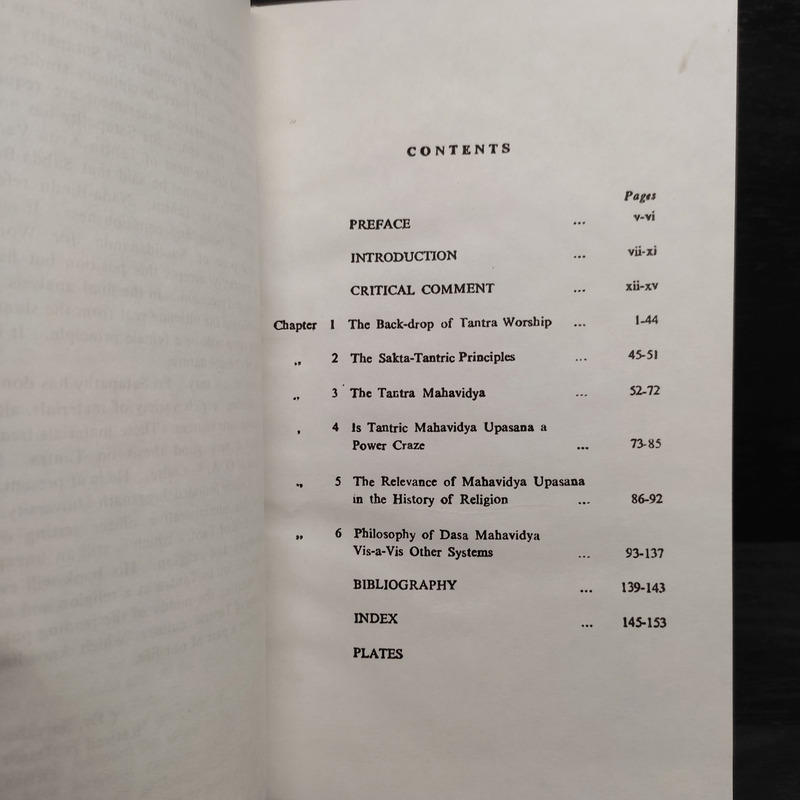 CONTENTS
Pages
PREFACE ... v-vi
INTRODUCTION ... vii-xi
CRITICAL COMMENT ... xii-xv
Chapter 1 The Back-drop of Tantra Worship ... 1-44
,, 2 The Sakta-Tantric Principles ... 45-51
,, 3 The Tantra Mahavidya ... 52-72
, 4 Is Tantric Mahavidya Upasana a
Power Craze ... 73-85
,, 5 The Relevance of Mahavidya Upasana
in the History of Religion ... 86-92
,, 6 Philosophy of Dasa Mahavidya
Vis-a-Vis Other Systems ... 93-137
BIBLIOGRAPHY ... 139-143
INDEX ... 145-153
PLATES